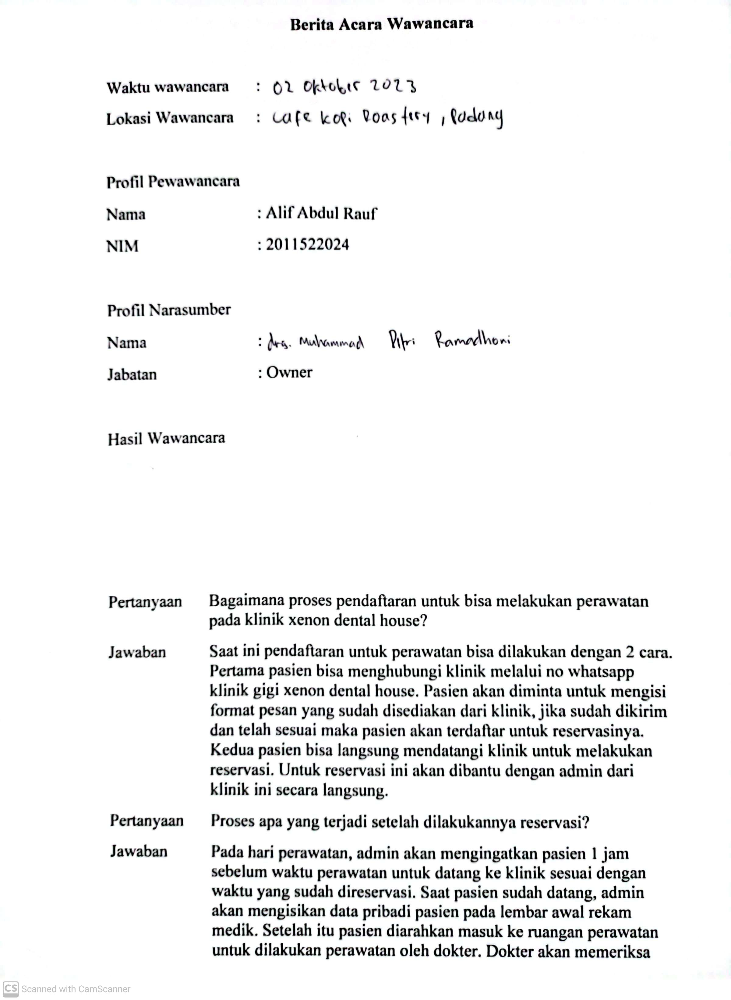 Berita Acara Wawancara
Waktu wawancara : 02 Oktober 2023
Lokasi Wawancara : Cafe Kopi Roastery, Padang
Profil Pewawancara
Nama : Alif Abdul Rauf
NIM : 2011522024
Profil Narasumber
Nama : drg. Muhammad Ramadhoni
Jabatan : Owner
Hasil Wawancara
Pertanyaan Bagaimana proses pendaftaran untuk bisa melakukan perawatan
pada klinik xenon dental house?
Jawaban Saat ini pendaftaran untuk perawatan bisa dilakukan dengan 2 cara.
Pertama pasien bisa menghubungi klinik melalui no whatsapp
klinik gigi xenon dental house. Pasien akan diminta untuk mengisi
format pesan yang sudah disediakan dari klinik, jika sudah dikirim
dan telah sesuai maka pasien akan terdaftar untuk reservasinya.
Kedua pasien bisa langsung mendatangi klinik untuk melakukan
reservasi. Untuk reservasi ini akan dibantu dengan admin dari
klinik ini secara langsung.
Pertanyaan Proses apa yang terjadi setelah dilakukannya reservasi?
Jawaban Pada hari perawatan, admin akan mengingatkan pasien 1 jam
sebelum waktu perawatan untuk datang ke klinik sesuai dengan
waktu yang sudah direservasi. Saat pasien sudah datang, admin
akan mengisikan data pribadi pasien pada lembar awal rekam
medik. Setelah itu pasien diarahkan masuk ke ruangan perawatan
untuk dilakukan perawatan oleh dokter. Dokter akan memeriksa
CS Scanned with CamScanner